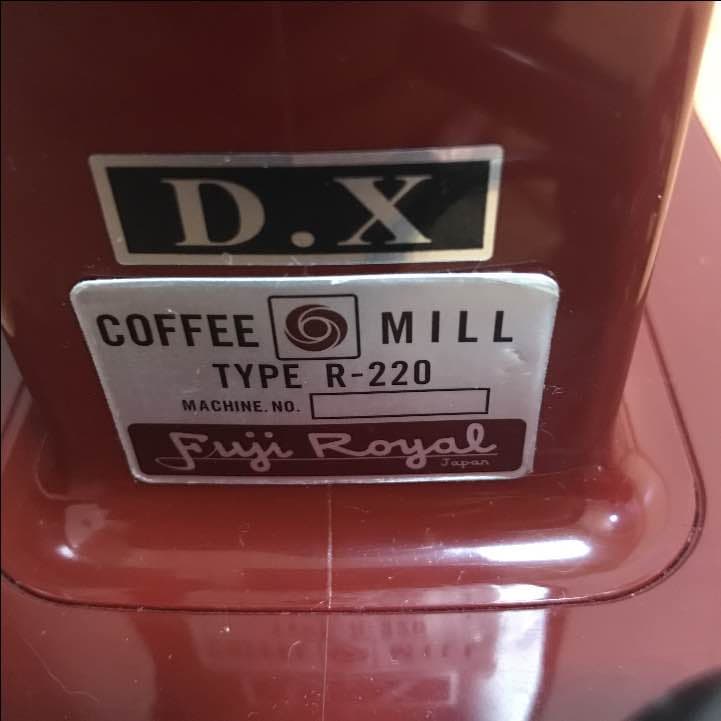 D.X
COFFEE MILL
TYPE R-220
MACHINE. NO.
Fuji Royal
Japan